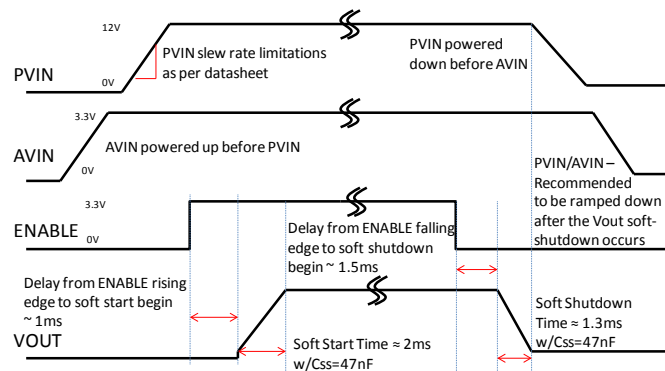 12V
PVIN
0V
PVIN slew rate limitations
as per datasheet
PVIN powered
down before AVIN
3.3V
AVIN
0V
AVIN powered up before PVIN
PVIN/AVIN –
Recommended
to be ramped down
after the Vout soft-
shutdown occurs
3.3V
ENABLE
0V
Delay from ENABLE falling
edge to soft shutdown
begin ~ 1.5ms
Delay from ENABLE rising
edge to soft start begin
~ 1ms
VOUT
Soft Start Time ≈ 2ms
w/Css=47nF
Soft Shutdown
Time ≈ 1.3ms
w/Css=47nF